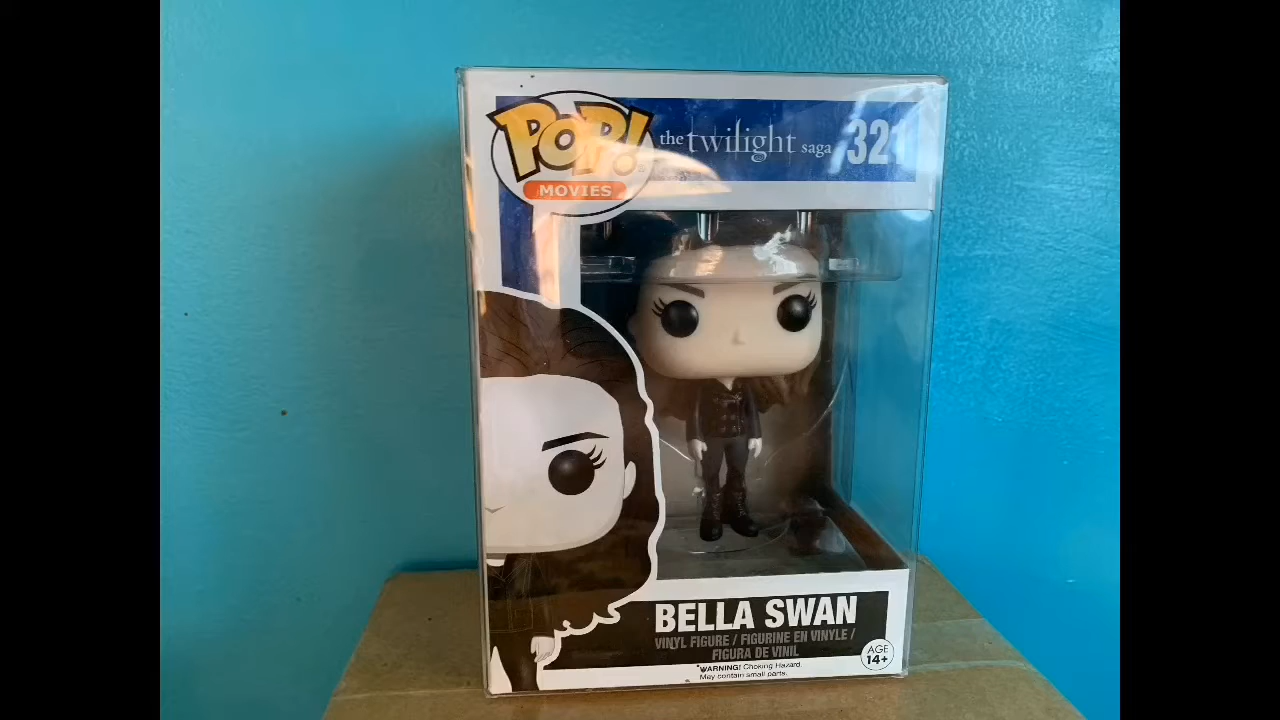 POP!
MOVIES
the twilight saga
321
BELLA SWAN
VINYL FIGURE / FIGURINE EN VINYLE /
FIGURA DE VINIL
WARNING! Choking Hazard.
May contain small parts.
AGE
14+